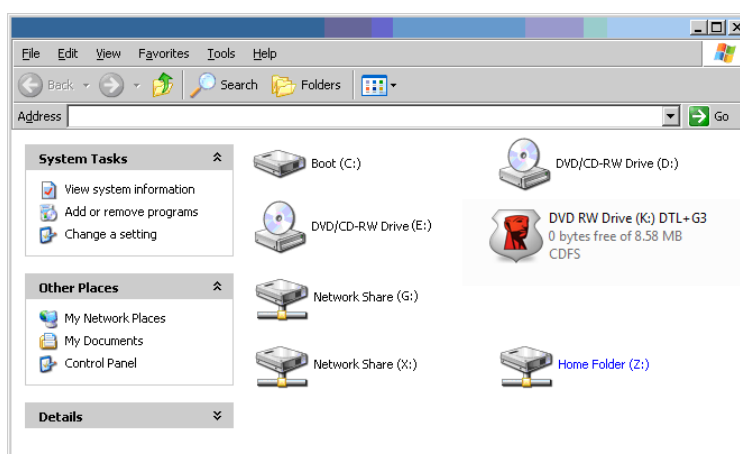 File Edit View Favorites Tools Help
Back Search Folders
Address Go
System Tasks
View system information
Add or remove programs
Change a setting
Other Places
My Network Places
My Documents
Control Panel
Details
Boot (C:)
DVD/CD-RW Drive (D:)
DVD/CD-RW Drive (E:)
DVD RW Drive (K:) DTL+G3
0 bytes free of 8.58 MB
CDFS
Network Share (G:)
Network Share (X:)
Home Folder (Z:)